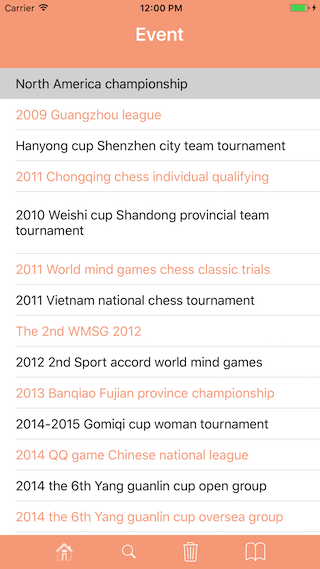 Carrier 12:00 PM
Event
North America championship
2009 Guangzhou league
Hanyong cup Shenzhen city team tournament
2011 Chongqing chess individual qualifying
2010 Weishi cup Shandong provincial team
tournament
2011 World mind games chess classic trials
2011 Vietnam national chess tournament
The 2nd WMSG 2012
2012 2nd Sport accord world mind games
2013 Banqiao Fujian province championship
2014-2015 Gomiqi cup woman tournament
2014 QQ game Chinese national league
2014 the 6th Yang guanlin cup open group
2014 the 6th Yang guanlin cup oversea group